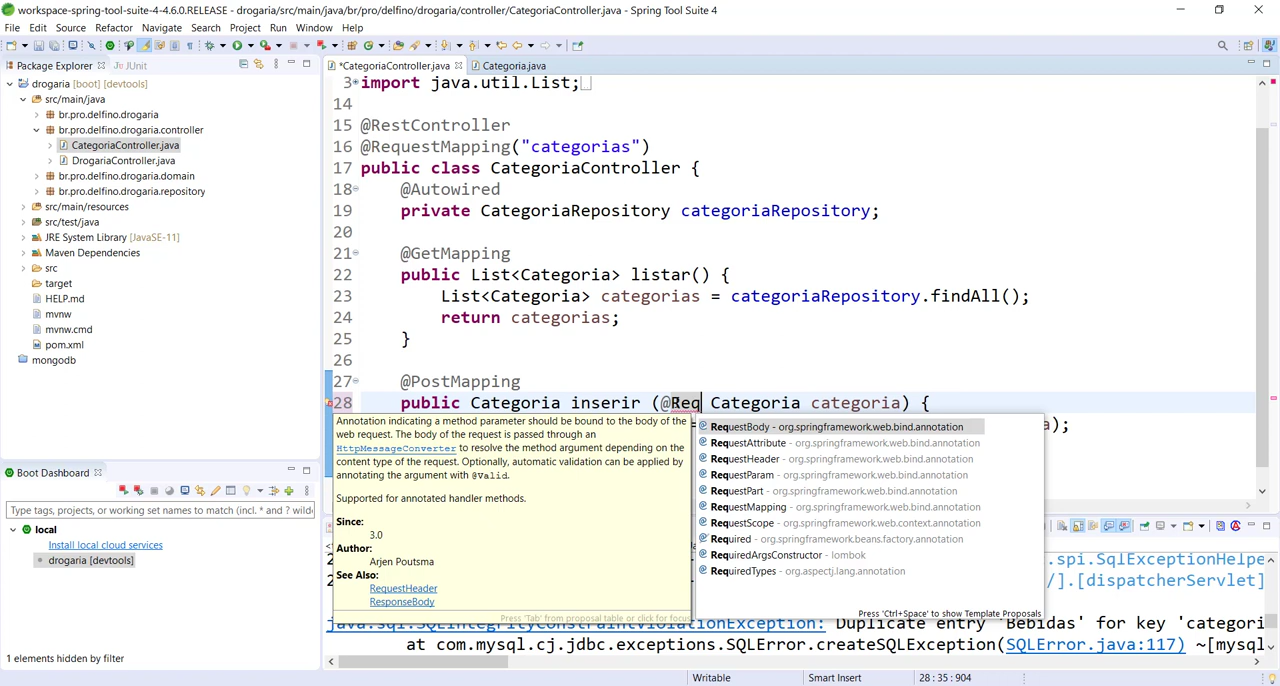 workspace-spring-tool-suite-4-4.6.0.RELEASE - drogaria/src/main/java/br/pro/delfino/drogaria/controller/CategoriaController.java - Spring Tool Suite 4
File Edit Source Refactor Navigate Search Project Run Window Help
Package Explorer JUnit
*CategoriaController.java Categoria.java
drogaria [boot] [devtools]
src/main/java
br.pro.delfino.drogaria
br.pro.delfino.drogaria.controller
CategoriaController.java
DrogariaController.java
br.pro.delfino.drogaria.domain
br.pro.delfino.drogaria.repository
src/main/resources
src/test/java
JRE System Library [JavaSE-11]
Maven Dependencies
src
target
HELP.md
mvnw
mvnw.cmd
pom.xml
mongodb
3 import java.util.List;
14
15 @RestController
16 @RequestMapping("categorias")
17 public class CategoriaController {
18 @Autowired
19 private CategoriaRepository categoriaRepository;
20
21 @GetMapping
22 public List<Categoria> listar() {
23 List<Categoria> categorias = categoriaRepository.findAll();
24 return categorias;
25 }
26
27 @PostMapping
28 public Categoria inserir (@Req Categoria categoria) {
a);
Annotation indicating a method parameter should be bound to the body of the
web request. The body of the request is passed through an
HttpMessageConverter to resolve the method argument depending on the
content type of the request. Optionally, automatic validation can be applied by
annotating the argument with @Valid.
Supported for annotated handler methods.
Since:
3.0
Author:
Arjen Poutsma
See Also:
RequestHeader
ResponseBody
Press 'Tab' from proposal table or click for focus
RequestBody - org.springframework.web.bind.annotation
RequestAttribute - org.springframework.web.bind.annotation
RequestHeader - org.springframework.web.bind.annotation
RequestParam - org.springframework.web.bind.annotation
RequestPart - org.springframework.web.bind.annotation
RequestMapping - org.springframework.web.bind.annotation
RequestScope - org.springframework.web.context.annotation
Required - org.springframework.beans.factory.annotation
RequiredArgsConstructor - lombok
RequiredTypes - org.aspectj.lang.annotation
Press 'Ctrl+Space' to show Template Proposals
Boot Dashboard
Type tags, projects, or working set names to match (incl. * and ? wild
local
Install local cloud services
drogaria [devtools]
1 elements hidden by filter
.spi.SqlExceptionHelpe
/].[dispatcherServlet]
java.sql.SQLIntegrityConstraintViolationException: Duplicate entry 'Bebidas' for key 'categori
at com.mysql.cj.jdbc.exceptions.SQLError.createSQLException(SQLError.java:117) ~[mysql
Writable Smart Insert 28 : 35 : 904